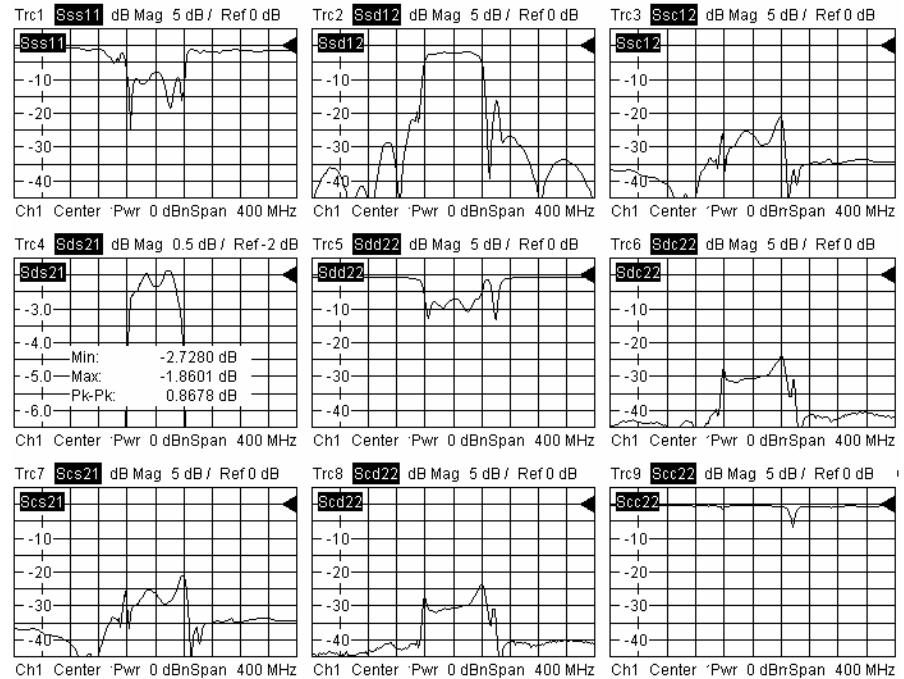 Trc1 Sss11 dB Mag 5 dB / Ref 0 dB
Sss11
-10
-20
-30
-40
Ch1 Center Pwr 0 dBm Span 400 MHz
Trc2 Ssd12 dB Mag 5 dB / Ref 0 dB
Ssd12
-10
-20
-30
-40
Ch1 Center Pwr 0 dBm Span 400 MHz
Trc3 Ssc12 dB Mag 5 dB / Ref 0 dB
Ssc12
-10
-20
-30
-40
Ch1 Center Pwr 0 dBm Span 400 MHz
Trc4 Sds21 dB Mag 0.5 dB / Ref -2 dB
Sds21
-3.0
-4.0
Min: -2.7280 dB
-5.0 Max: -1.8601 dB
Pk-Pk: 0.8678 dB
-6.0
Ch1 Center Pwr 0 dBm Span 400 MHz
Trc5 Sdd22 dB Mag 5 dB / Ref 0 dB
Sdd22
-10
-20
-30
-40
Ch1 Center Pwr 0 dBm Span 400 MHz
Trc6 Sdc22 dB Mag 5 dB / Ref 0 dB
Sdc22
-10
-20
-30
-40
Ch1 Center Pwr 0 dBm Span 400 MHz
Trc7 Scs21 dB Mag 5 dB / Ref 0 dB
Scs21
-10
-20
-30
-40
Ch1 Center Pwr 0 dBm Span 400 MHz
Trc8 Scd22 dB Mag 5 dB / Ref 0 dB
Scd22
-10
-20
-30
-40
Ch1 Center Pwr 0 dBm Span 400 MHz
Trc9 Scc22 dB Mag 5 dB / Ref 0 dB
Scc22
-10
-20
-30
-40
Ch1 Center Pwr 0 dBm Span 400 MHz